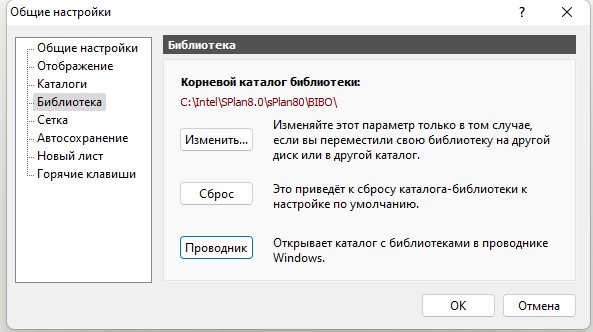 Общие настройки
?
Общие настройки
Отображение
Каталоги
Библиотека
Сетка
Автосохранение
Новый лист
Горячие клавиши
Библиотека
Корневой каталог библиотеки:
C:\Intel\SPlan8.0\sPlan80\BIBO\
Изменить...
Изменяйте этот параметр только в том случае,
если вы переместили свою библиотеку на другой
диск или в другой каталог.
Сброс
Это приведёт к сбросу каталога-библиотеки к
настройке по умолчанию.
Проводник
Открывает каталог с библиотеками в проводнике
Windows.
OK
Отмена